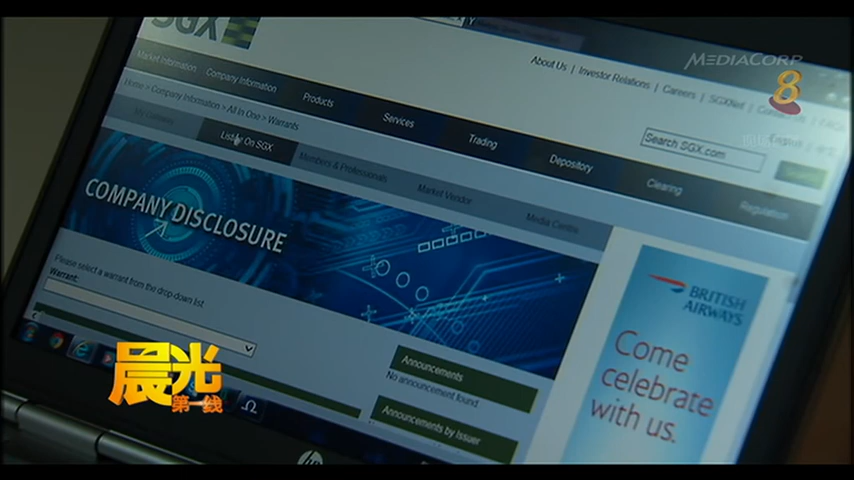 MEDIACORP
8
SGX
About Us | Investor Relations | Careers | SGXNet |
Market Information Company Information Products Services Trading Depository Clearing Regulation
Search SGX.com
English
Home > Company Information > All In One > Warrants
Listing On SGX Members & Professionals Market Vendor Media Centre
COMPANY DISCLOSURE
Please select a warrant from the drop-down list
Warrant:
Announcements
No announcement found
Announcements by Issuer
BRITISH
AIRWAYS
Come
celebrate
with us.
晨光
第一线
hp